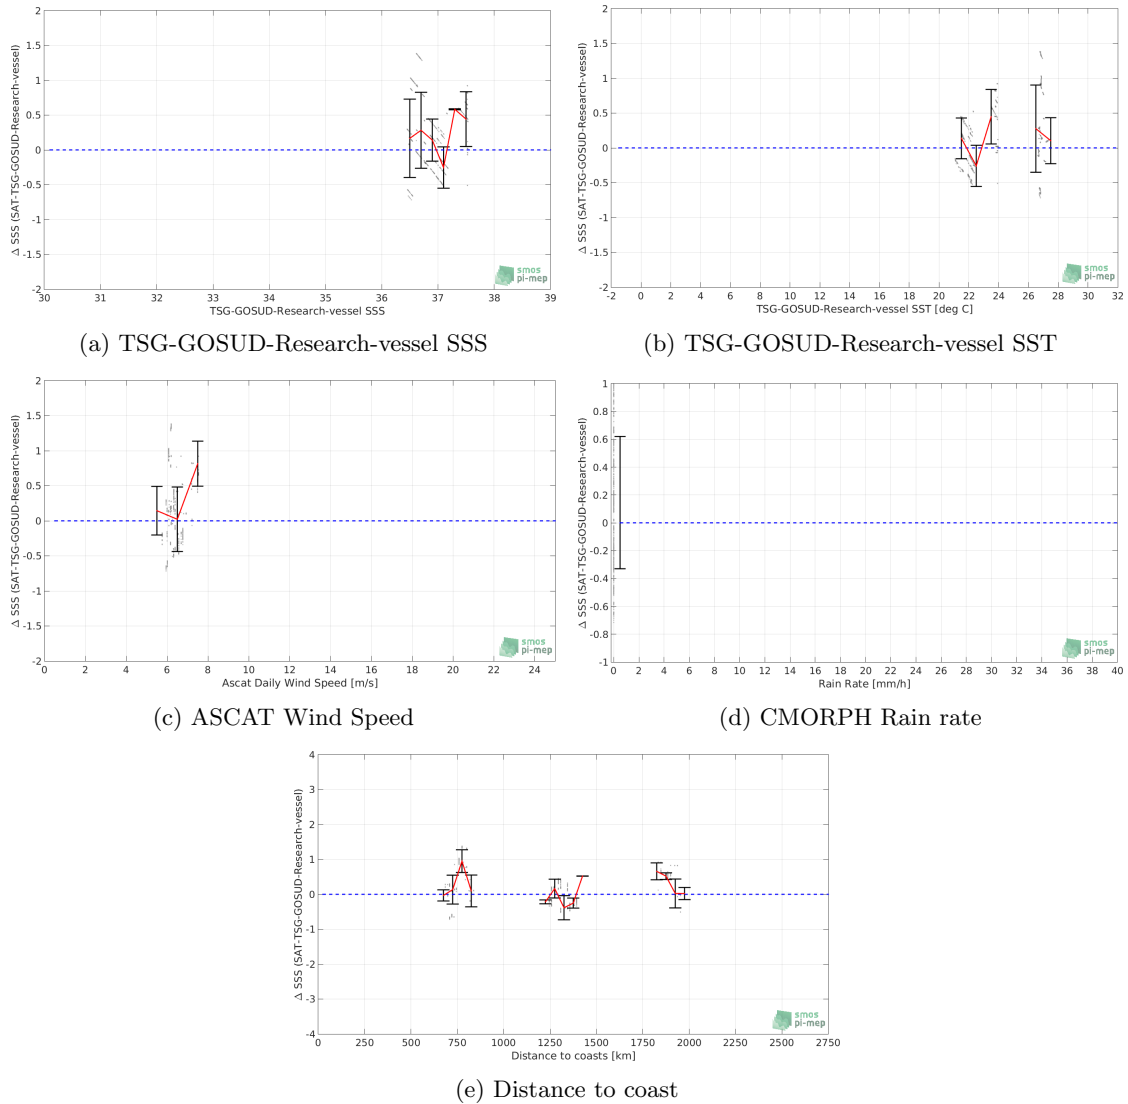 Δ SSS (SAT-TSG-GOSUD-Research-vessel)
2
1.5
1
0.5
0
-0.5
-1
-1.5
-2
30 31 32 33 34 35 36 37 38 39
TSG-GOSUD-Research-vessel SSS
smos
pi-mep
(a) TSG-GOSUD-Research-vessel SSS
Δ SSS (SAT-TSG-GOSUD-Research-vessel)
2
1.5
1
0.5
0
-0.5
-1
-1.5
-2
-2 0 2 4 6 8 10 12 14 16 18 20 22 24 26 28 30 32
TSG-GOSUD-Research-vessel SST [deg C]
smos
pi-mep
(b) TSG-GOSUD-Research-vessel SST
Δ SSS (SAT-TSG-GOSUD-Research-vessel)
2
1.5
1
0.5
0
-0.5
-1
-1.5
-2
0 2 4 6 8 10 12 14 16 18 20 22 24
Ascat Daily Wind Speed [m/s]
smos
pi-mep
(c) ASCAT Wind Speed
Δ SSS (SAT-TSG-GOSUD-Research-vessel)
1
0.8
0.6
0.4
0.2
0
-0.2
-0.4
-0.6
-0.8
-1
0 2 4 6 8 10 12 14 16 18 20 22 24 26 28 30 32 34 36 38 40
Rain Rate [mm/h]
smos
pi-mep
(d) CMORPH Rain rate
Δ SSS (SAT-TSG-GOSUD-Research-vessel)
4
3
2
1
0
-1
-2
-3
-4
0 250 500 750 1000 1250 1500 1750 2000 2250 2500 2750
Distance to coasts [km]
smos
pi-mep
(e) Distance to coast